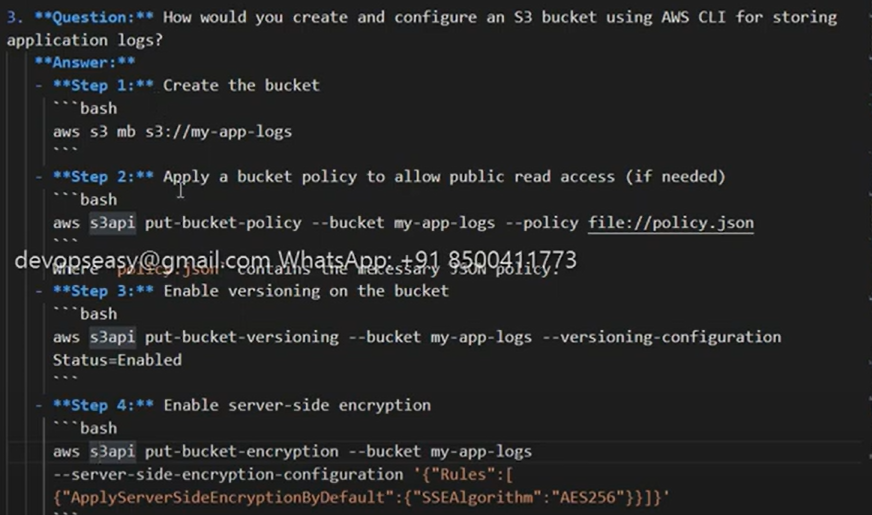 3. **Question:** How would you create and configure an S3 bucket using AWS CLI for storing
application logs?
**Answer:**
- **Step 1:** Create the bucket
```bash
aws s3 mb s3://my-app-logs
```
- **Step 2:** Apply a bucket policy to allow public read access (if needed)
```bash
aws s3api put-bucket-policy --bucket my-app-logs --policy file://policy.json
```
devopseasy@gmail.com WhatsApp: +91 8500411773
Where `policy.json` contains the necessary JSON policy.
- **Step 3:** Enable versioning on the bucket
```bash
aws s3api put-bucket-versioning --bucket my-app-logs --versioning-configuration
Status=Enabled
```
- **Step 4:** Enable server-side encryption
```bash
aws s3api put-bucket-encryption --bucket my-app-logs
--server-side-encryption-configuration '{"Rules":[
{"ApplyServerSideEncryptionByDefault":{"SSEAlgorithm":"AES256"}}]}'
```